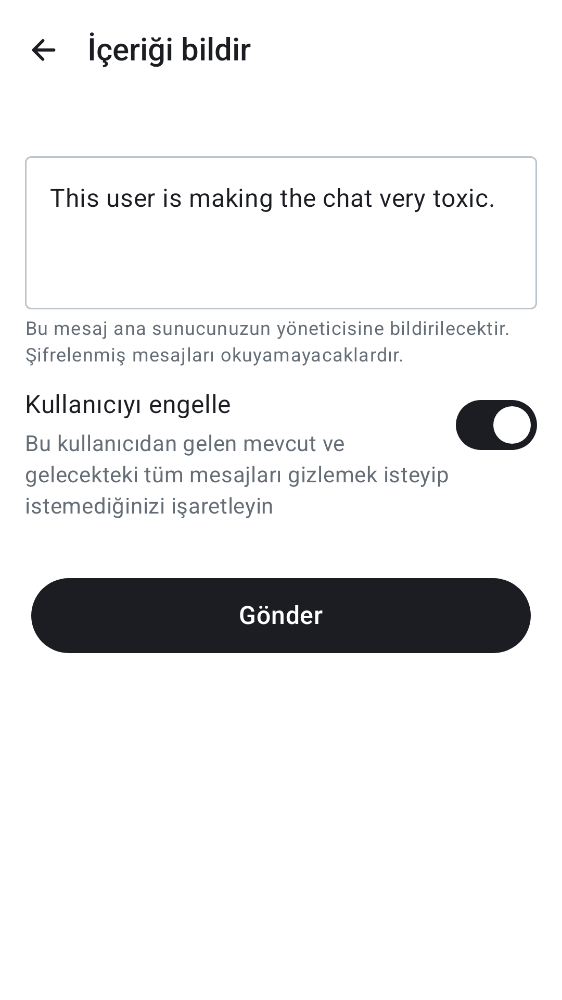 İçeriği bildir
This user is making the chat very toxic.
Bu mesaj ana sunucunuzun yöneticisine bildirilecektir.
Şifrelenmiş mesajları okuyamayacaklardır.
Kullanıcıyı engelle
Bu kullanıcıdan gelen mevcut ve
gelecekteki tüm mesajları gizlemek isteyip
istemediğinizi işaretleyin
Gönder